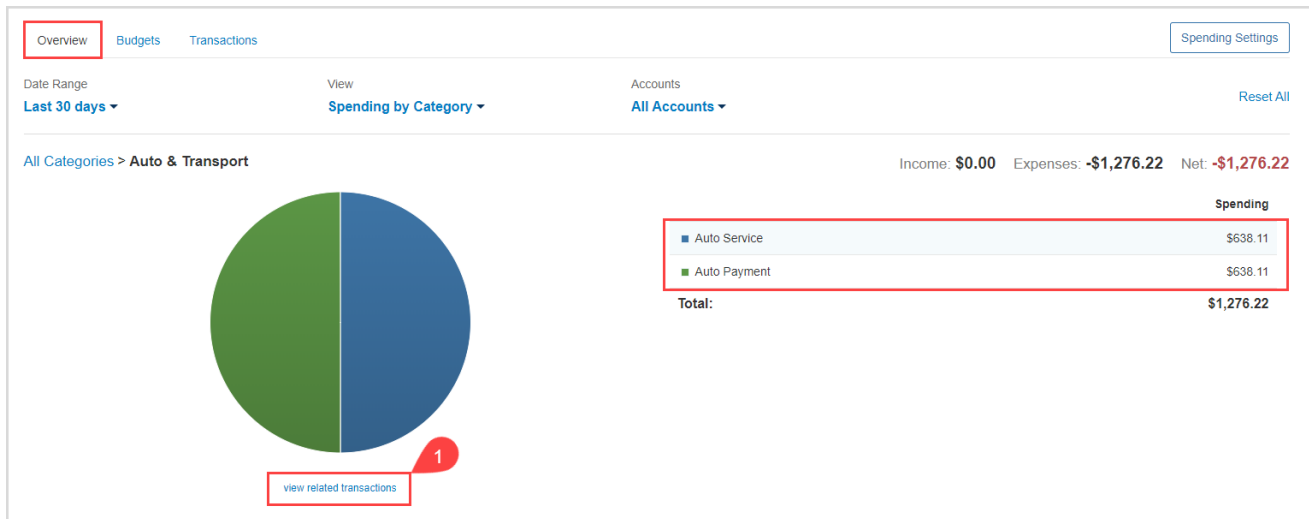 Overview Budgets Transactions Spending Settings
Date Range View Accounts
Last 30 days Spending by Category All Accounts Reset All
All Categories > Auto & Transport Income: $0.00 Expenses: -$1,276.22 Net: -$1,276.22
Spending
Auto Service $638.11
Auto Payment $638.11
Total: $1,276.22
1
view related transactions